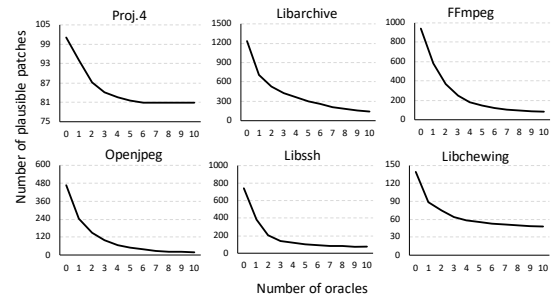 Number of plausible patches
Proj.4
105
99
93
87
81
75
0 1 2 3 4 5 6 7 8 9 10
Libarchive
1500
1200
900
600
300
0
0 1 2 3 4 5 6 7 8 9 10
FFmpeg
1000
800
600
400
200
0
0 1 2 3 4 5 6 7 8 9 10
Openjpeg
600
480
360
240
120
0
0 1 2 3 4 5 6 7 8 9 10
Libssh
1000
800
600
400
200
0
0 1 2 3 4 5 6 7 8 9 10
Libchewing
150
120
90
60
30
0
0 1 2 3 4 5 6 7 8 9 10
Number of oracles